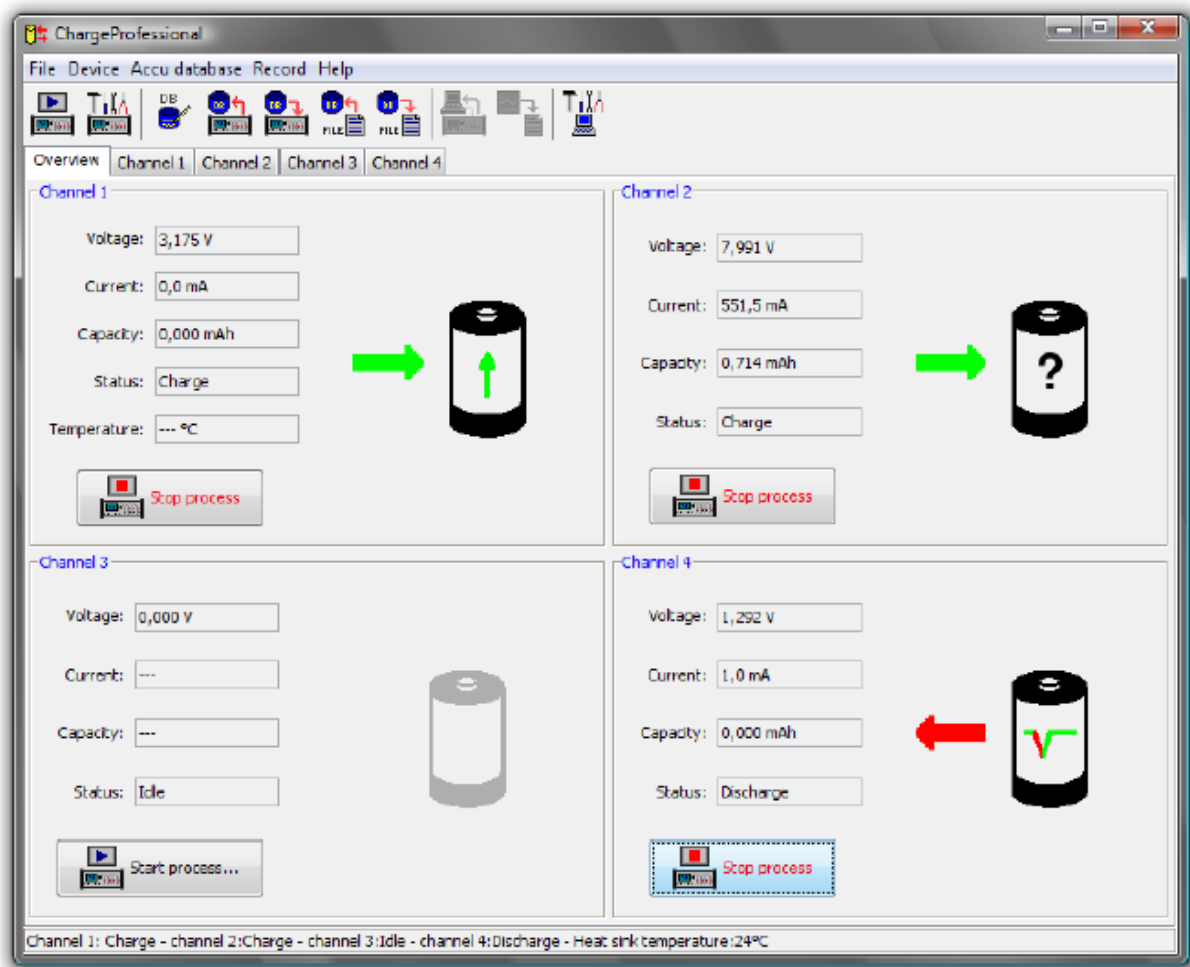 ChargeProfessional
File Device Accu database Record Help
DB
DB DB DB DB
FILE FILE
Overview Channel 1 Channel 2 Channel 3 Channel 4
Channel 1
Voltage: 3,175 V
Current: 0,0 mA
Capacity: 0,000 mAh
Status: Charge
Temperature: --- °C
Stop process
Channel 2
Voltage: 7,991 V
Current: 551,5 mA
Capacity: 0,714 mAh
Status: Charge
?
Stop process
Channel 3
Voltage: 0,000 V
Current: ---
Capacity: ---
Status: Idle
Start process...
Channel 4
Voltage: 1,292 V
Current: 1,0 mA
Capacity: 0,000 mAh
Status: Discharge
Stop process
Channel 1: Charge - channel 2:Charge - channel 3:Idle - channel 4:Discharge - Heat sink temperature:24°C